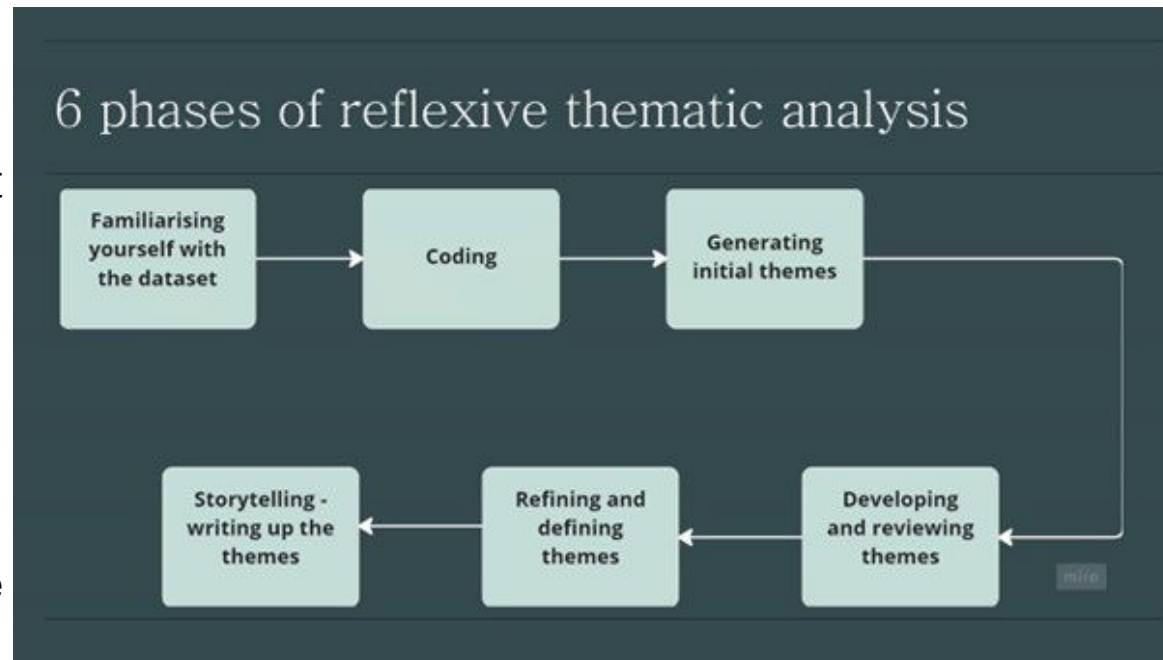 6 phases of reflexive thematic analysis
Familiarising
yourself with
the dataset
Coding
Generating
initial themes
Developing
and reviewing
themes
Refining and
defining
themes
Storytelling -
writing up the
themes
miro